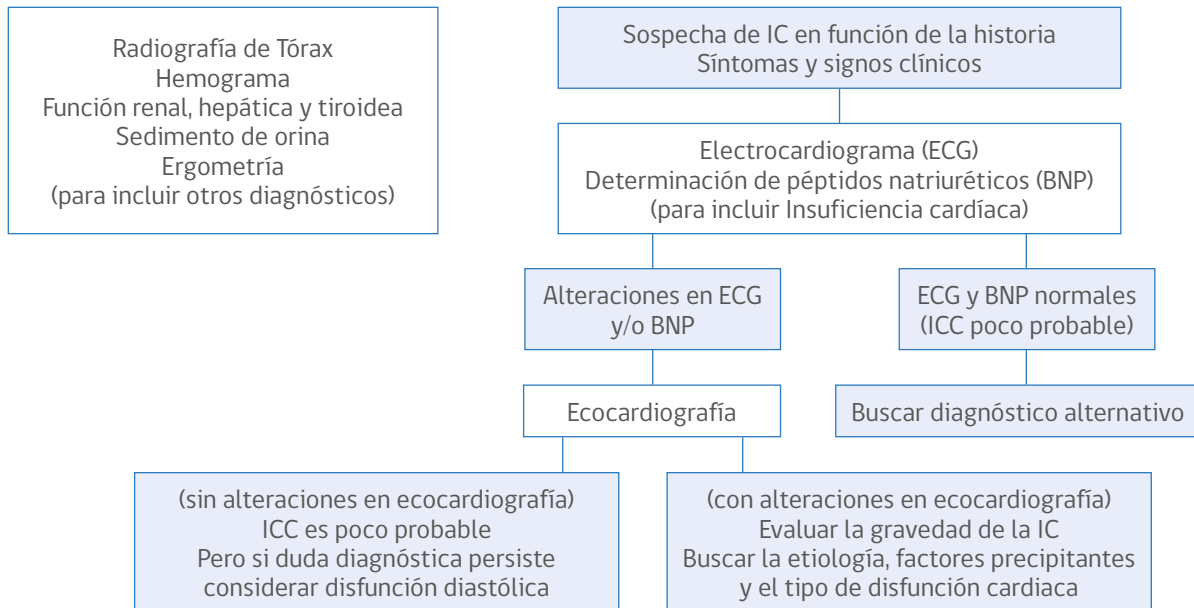 Radiografía de Tórax
Hemograma
Función renal, hepática y tiroidea
Sedimento de orina
Ergometría
(para incluir otros diagnósticos)
Sospecha de IC en función de la historia
Síntomas y signos clínicos
Electrocardiograma (ECG)
Determinación de péptidos natriuréticos (BNP)
(para incluir Insuficiencia cardíaca)
Alteraciones en ECG
y/o BNP
ECG y BNP normales
(ICC poco probable)
Ecocardiografía
Buscar diagnóstico alternativo
(sin alteraciones en ecocardiografía)
ICC es poco probable
Pero si duda diagnóstica persiste
considerar disfunción diastólica
(con alteraciones en ecocardiografía)
Evaluar la gravedad de la IC
Buscar la etiología, factores precipitantes
y el tipo de disfunción cardiaca